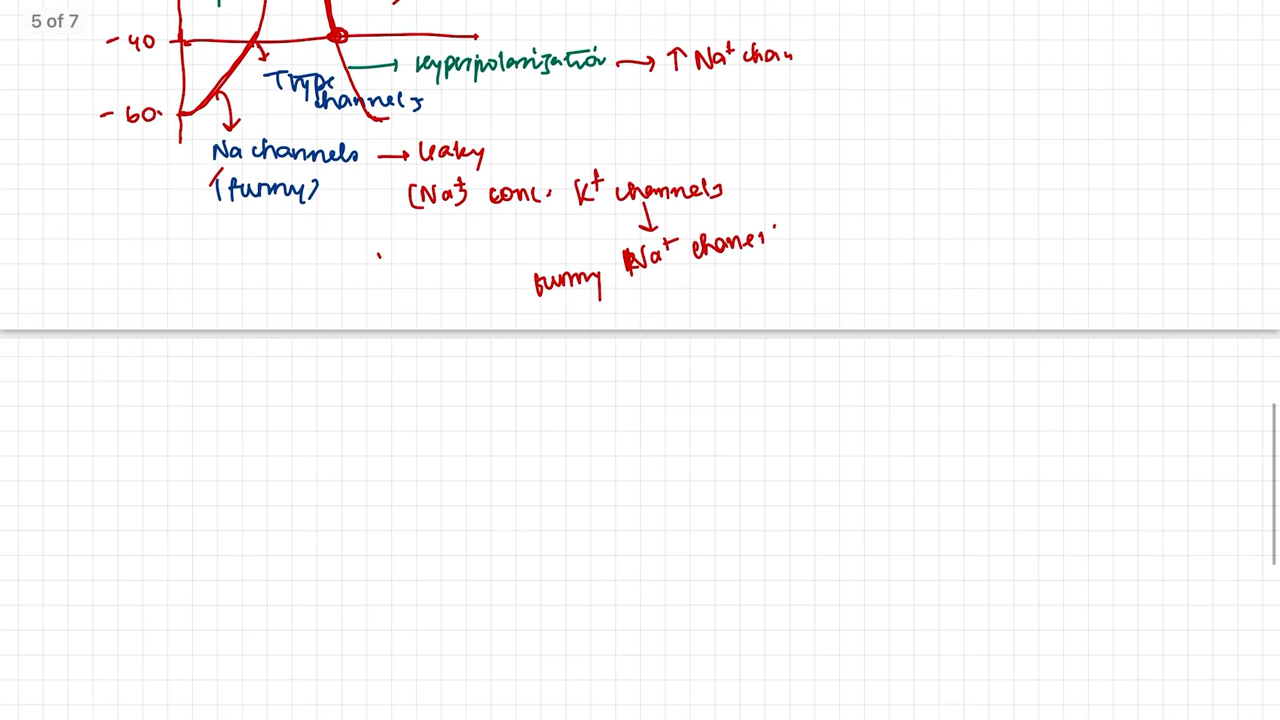 5 of 7
- 40
hyperpolarization → ↑ Na⁺ chan
T type
channels
- 60.
Na channels → leaky
(funny)
(Na⁺) conc. K⁺ channels
↓
funny Na⁺ chanei